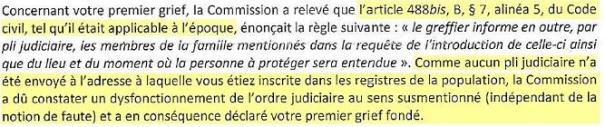 Concernant votre premier grief, la Commission a relevé que l'article 488bis, B, § 7, alinéa 5, du Code
civil, tel qu'il était applicable à l'époque, énonçait la règle suivante : « le greffier informe en outre, par
pli judiciaire, les membres de la famille mentionnés dans la requête de l'introduction de celle-ci ainsi
que du lieu et du moment où la personne à protéger sera entendue ». Comme aucun pli judiciaire n'a
été envoyé à l'adresse à laquelle vous étiez inscrite dans les registres de la population, la Commission
a dû constater un dysfonctionnement de l'ordre judiciaire au sens susmentionné (indépendant de la
notion de faute) et a en conséquence déclaré votre premier grief fondé.